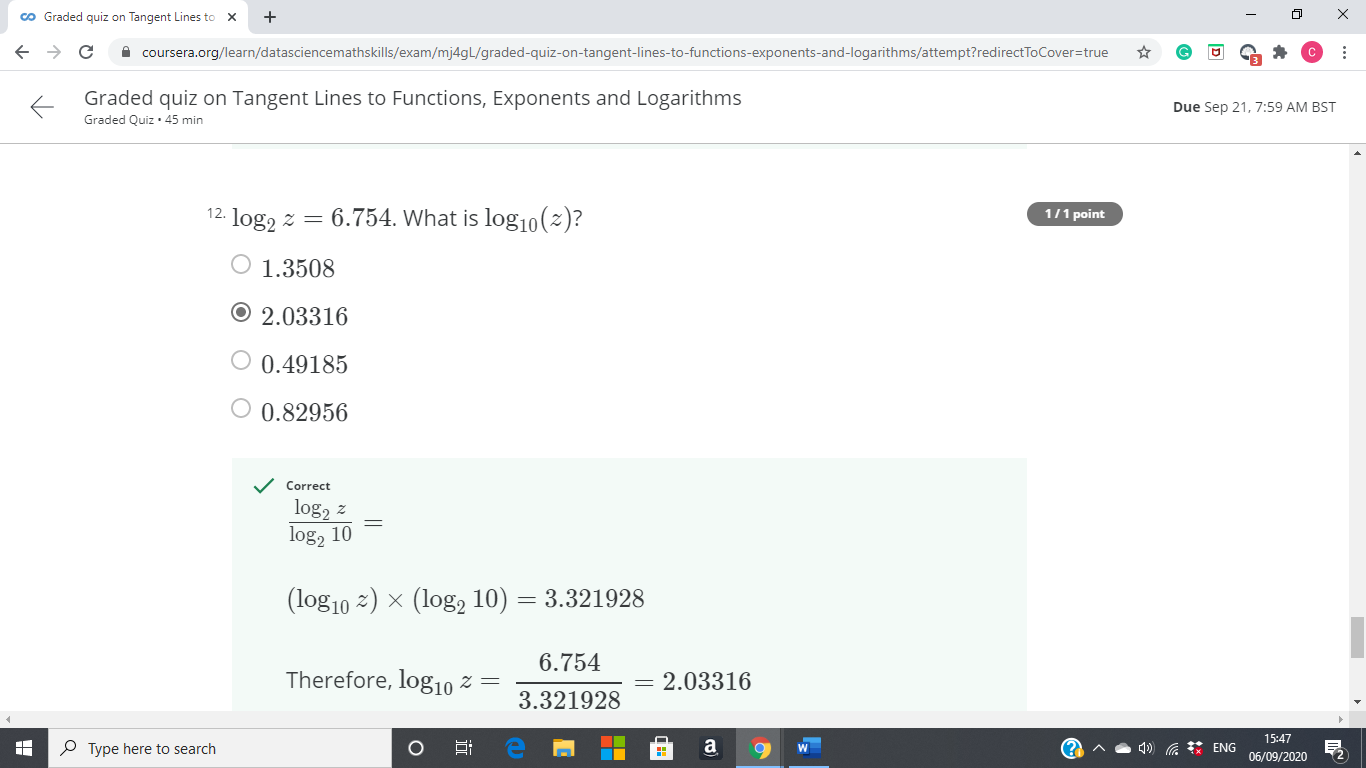 Graded quiz on Tangent Lines to
coursera.org/learn/datasciencemathskills/exam/mj4gL/graded-quiz-on-tangent-lines-to-functions-exponents-and-logarithms/attempt?redirectToCover=true
3
C
Graded quiz on Tangent Lines to Functions, Exponents and Logarithms
Graded Quiz • 45 min
Due Sep 21, 7:59 AM BST
12. log₂ z = 6.754. What is log₁₀(z)?
1 / 1 point
1.3508
2.03316
0.49185
0.82956
Correct
log₂ z
log₂ 10 =
(log₁₀ z) × (log₂ 10) = 3.321928
Therefore, log₁₀ z = 6.754 / 3.321928 = 2.03316
Type here to search
a
W
ENG
15:47
06/09/2020
2